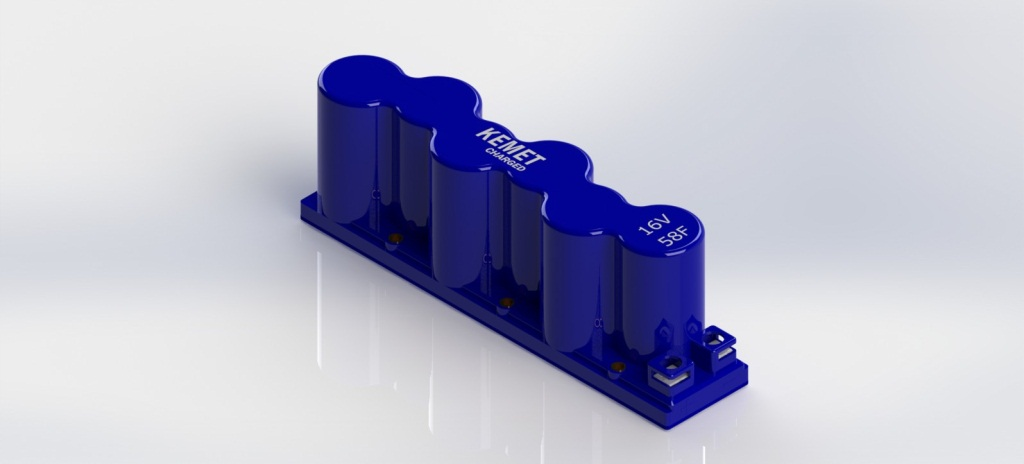 KEMET
CHARGED
16V
58F